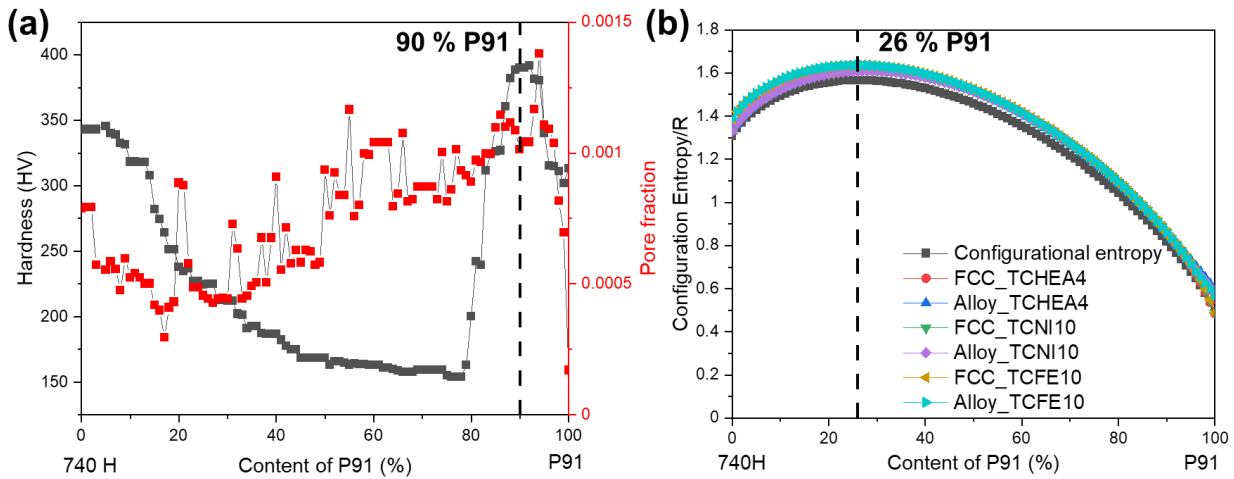 (a)
90 % P91
Hardness (HV)
400
350
300
250
200
150
0.0015
0.001
0.0005
0
Pore fraction
0 20 40 60 80 100
740 H Content of P91 (%) P91
(b)
26 % P91
Configuration Entropy/R
1.8
1.6
1.4
1.2
1
0.8
0.6
0.4
0.2
0
Configurational entropy
FCC_TCHEA4
Alloy_TCHEA4
FCC_TCNI10
Alloy_TCNI10
FCC_TCFE10
Alloy_TCFE10
0 20 40 60 80 100
740H Content of P91 (%) P91